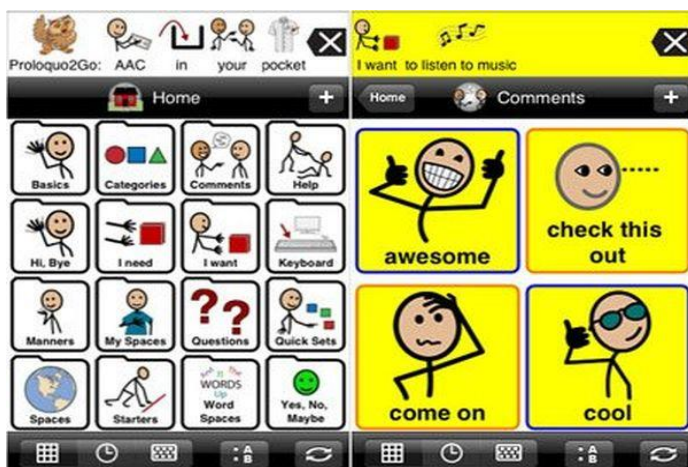 Proloquo2Go: AAC in your pocket
Home
+
Basics
Categories
Comments
Help
Hi, Bye
I need
I want
Keyboard
Manners
My Spaces
Questions
Quick Sets
Spaces
Starters
WORDS
Up
Word
Spaces
Yes, No,
Maybe
A
B
I want to listen to music
Home
Comments
+
awesome
check this
out
come on
cool
A
B